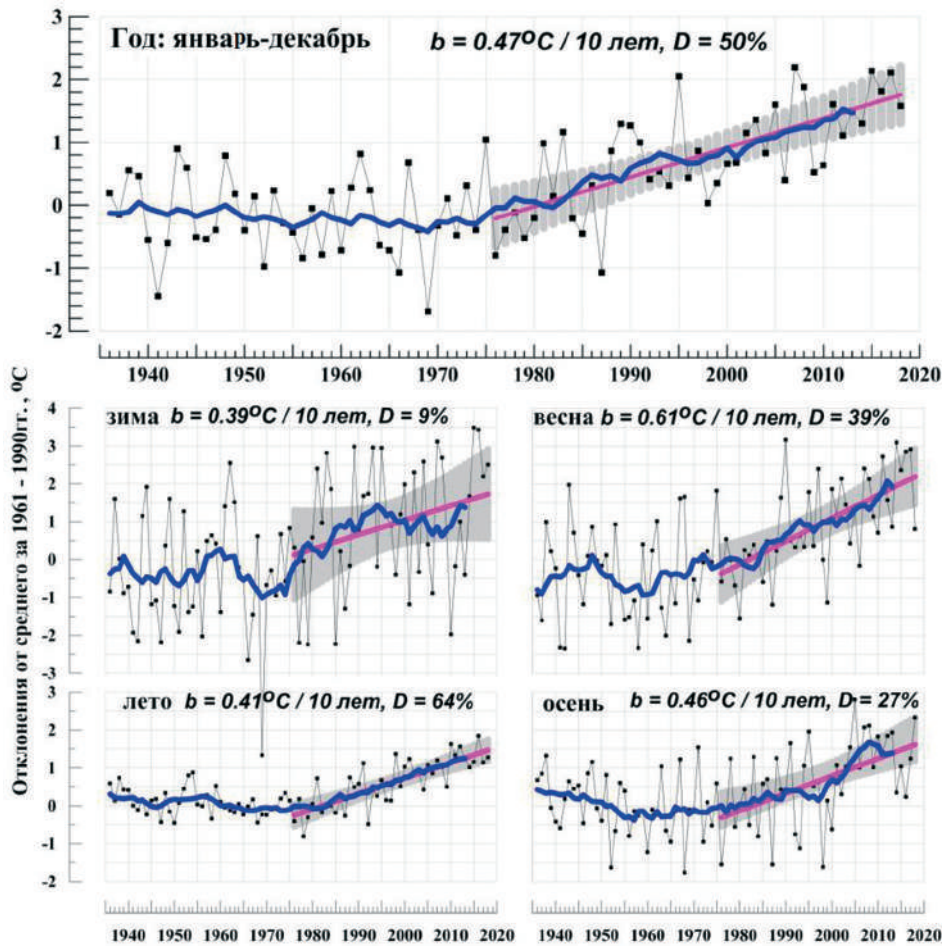 Год: январь-декабрь b = 0.47ºC / 10 лет, D = 50%
3
2
1
0
-1
-2
1940 1950 1960 1970 1980 1990 2000 2010 2020
Отклонения от среднего за 1961 - 1990гг. , ºC
зима b = 0.39ºC / 10 лет, D = 9%
весна b = 0.61ºC / 10 лет, D = 39%
4
3
2
1
0
-1
-2
-3
лето b = 0.41ºC / 10 лет, D = 64%
осень b = 0.46ºC / 10 лет, D = 27%
3
2
1
0
-1
-2
1940 1950 1960 1970 1980 1990 2000 2010 2020
1940 1950 1960 1970 1980 1990 2000 2010 2020